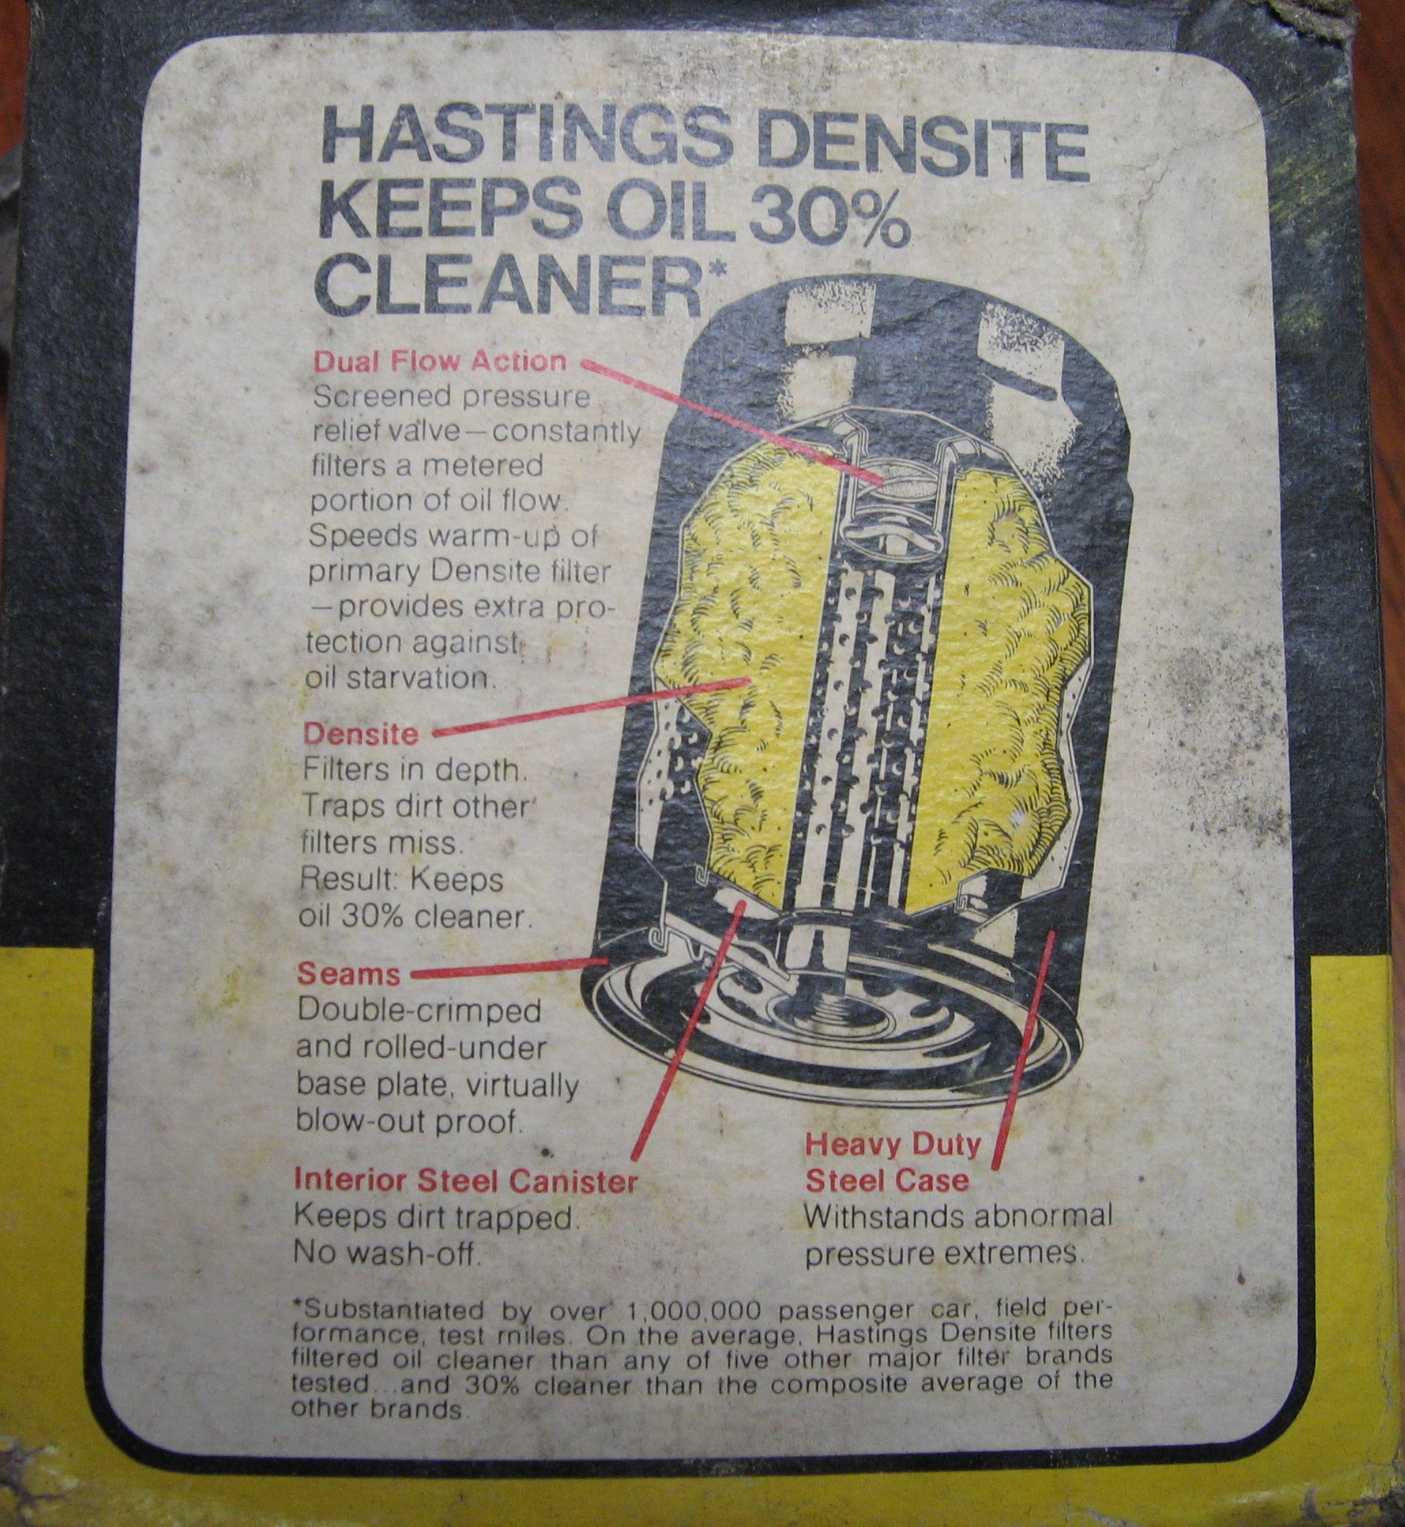 HASTINGS DENSITE
KEEPS OIL 30%
CLEANER*
Dual Flow Action
Screened pressure
relief valve—constantly
filters a metered
portion of oil flow.
Speeds warm-up of
primary Densite filter
—provides extra pro-
tection against
oil starvation.
Densite
Filters in depth.
Traps dirt other
filters miss.
Result: Keeps
oil 30% cleaner.
Seams
Double-crimped
and rolled-under
base plate, virtually
blow-out proof.
Interior Steel Canister
Keeps dirt trapped.
No wash-off.
Heavy Duty
Steel Case
Withstands abnormal
pressure extremes.
*Substantiated by over 1,000,000 passenger car, field per-
formance, test miles. On the average, Hastings Densite filters
filtered oil cleaner than any of five other major filter brands
tested...and 30% cleaner than the composite average of the
other brands.